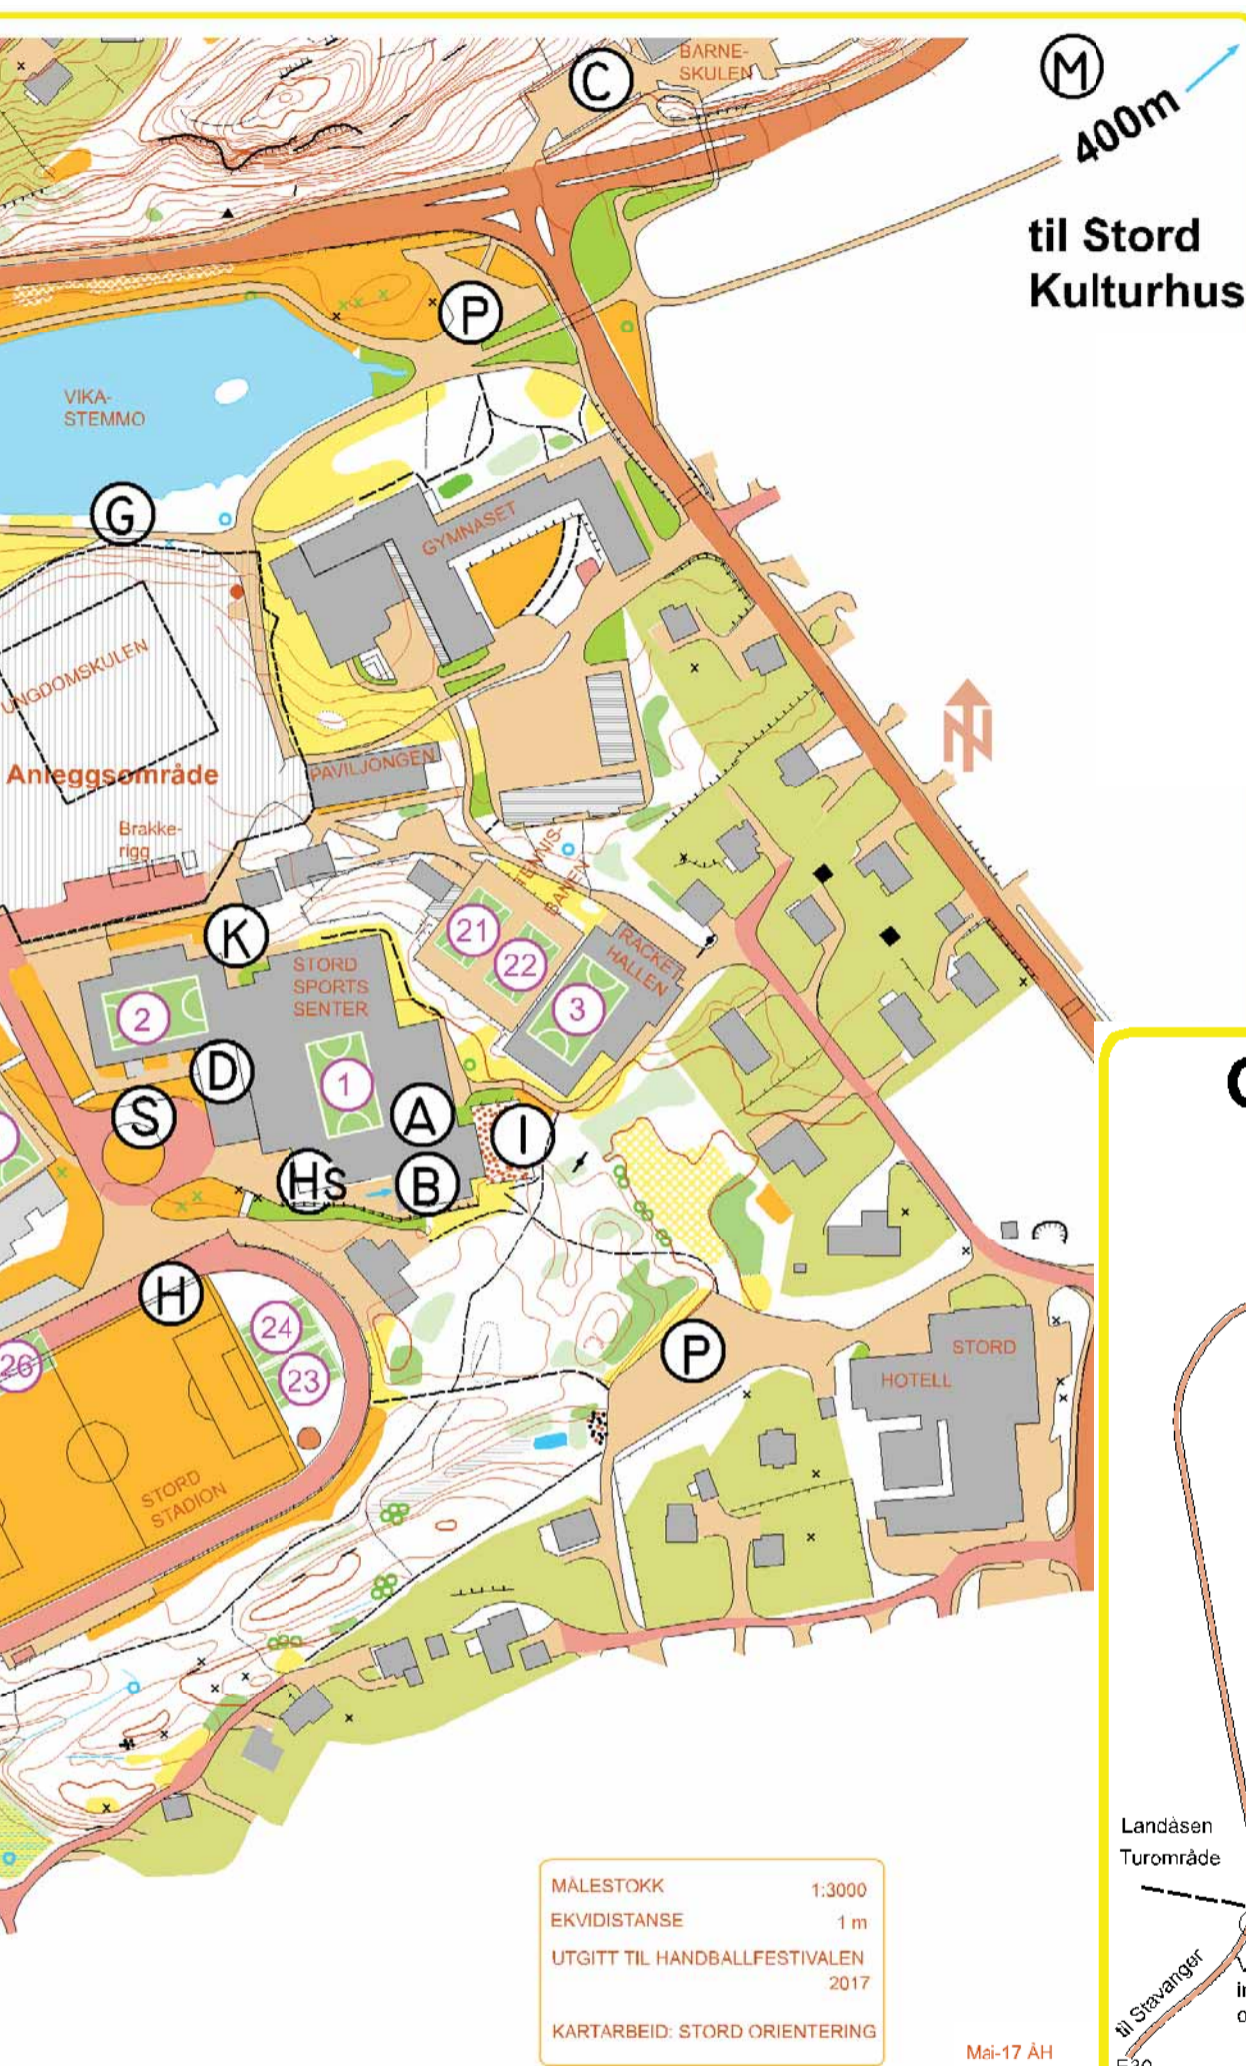 BARNE-
SKULEN
C
M
400m
til Stord
Kulturhus
P
VIKA-
STEMMO
G
GYMNASET
UNGDOMSKULEN
N
Anleggsområde
PAVILJONGEN
Brakke-
rigg
TENNIS-
BANEN
K
21
22
RACKET
HALLEN
STORD
SPORTS
SENTER
2
3
D
1
S
A
I
Hs
B
H
24
26
23
P
STORD
HOTELL
STORD
STADION
Landåsen
Turområde
til Stavanger
MÅLESTOKK 1:3000
EKVIDISTANSE 1 m
UTGITT TIL HANDBALLFESTIVALEN
2017
KARTARBEID: STORD ORIENTERING
Mai-17 ÅH